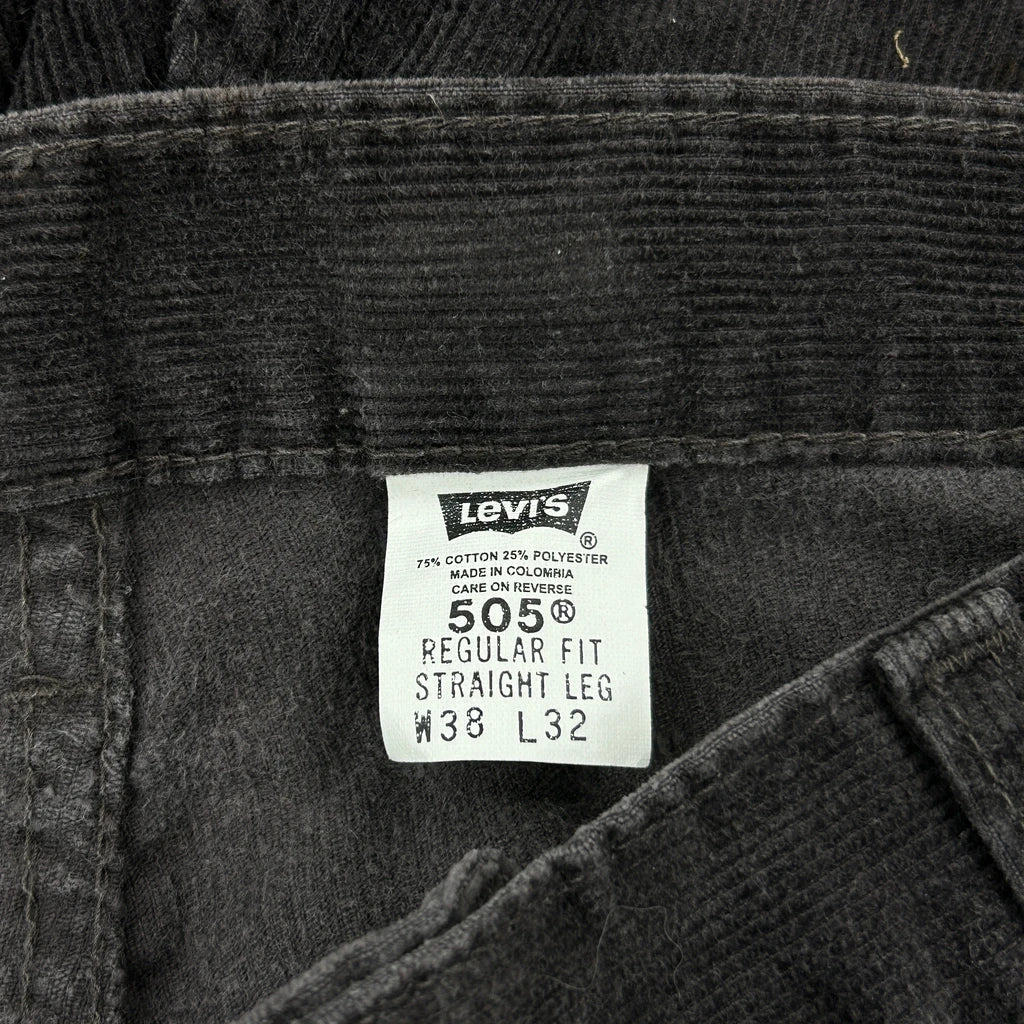 Levi's
®
75% COTTON 25% POLYESTER
MADE IN COLOMBIA
CARE ON REVERSE
505®
REGULAR FIT
STRAIGHT LEG
W38 L32